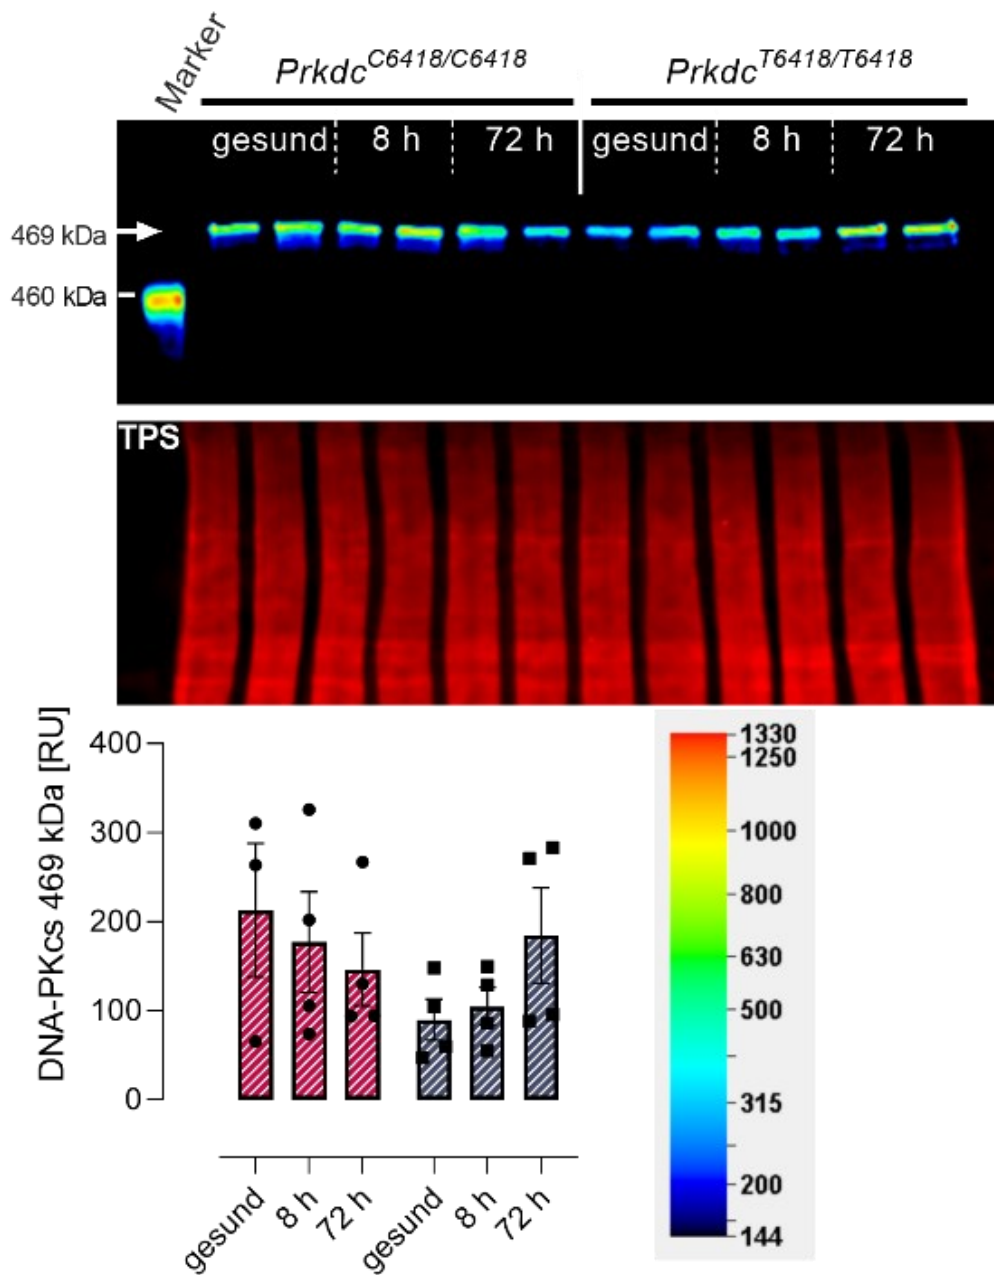 Marker
Prkdc^C6418/C6418 Prkdc^T6418/T6418
gesund 8 h 72 h gesund 8 h 72 h
469 kDa
460 kDa
TPS
DNA-PKcs 469 kDa [RU]
400
300
200
100
0
gesund 8 h 72 h gesund 8 h 72 h
1330
1250
1000
800
630
500
315
200
144